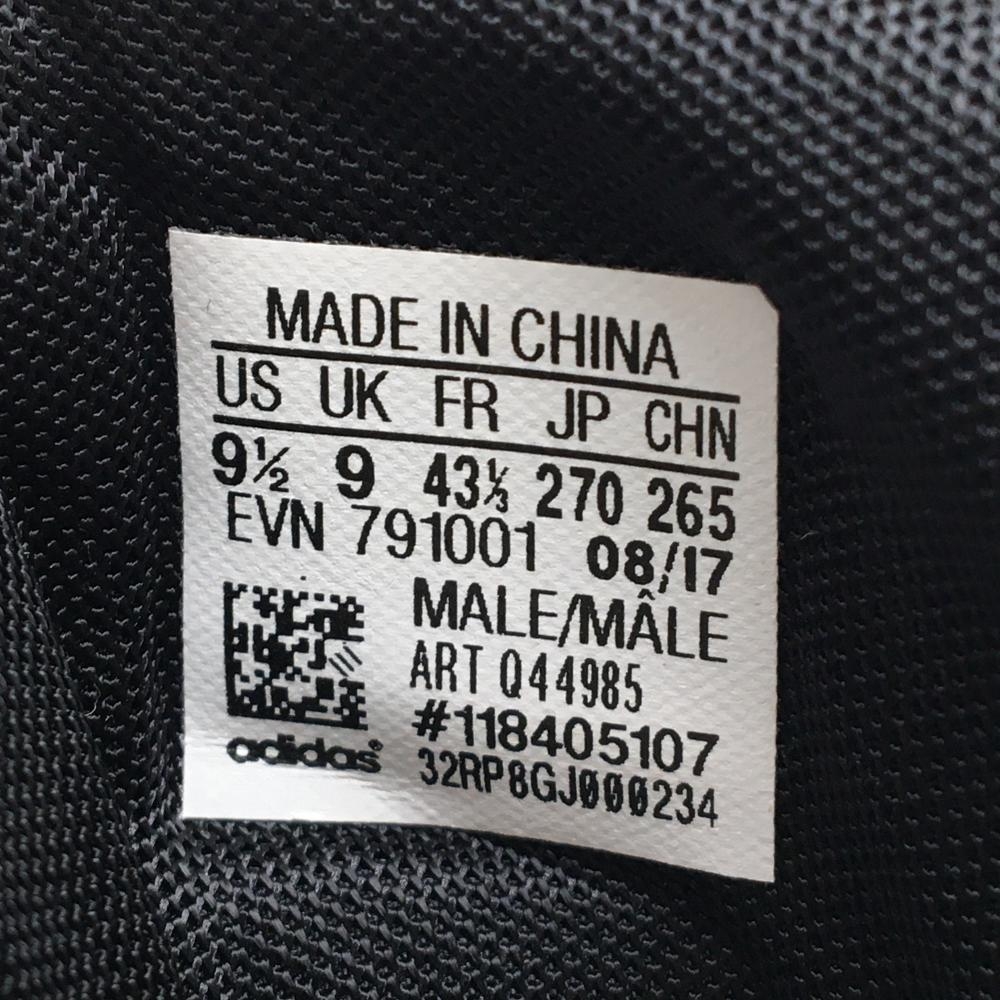 MADE IN CHINA
US UK FR JP CHN
9½ 9 43⅓ 270 265
EVN 791001 08/17
MALE/MÂLE
ART Q44985
#118405107
adidas®
32RP8GJ000234